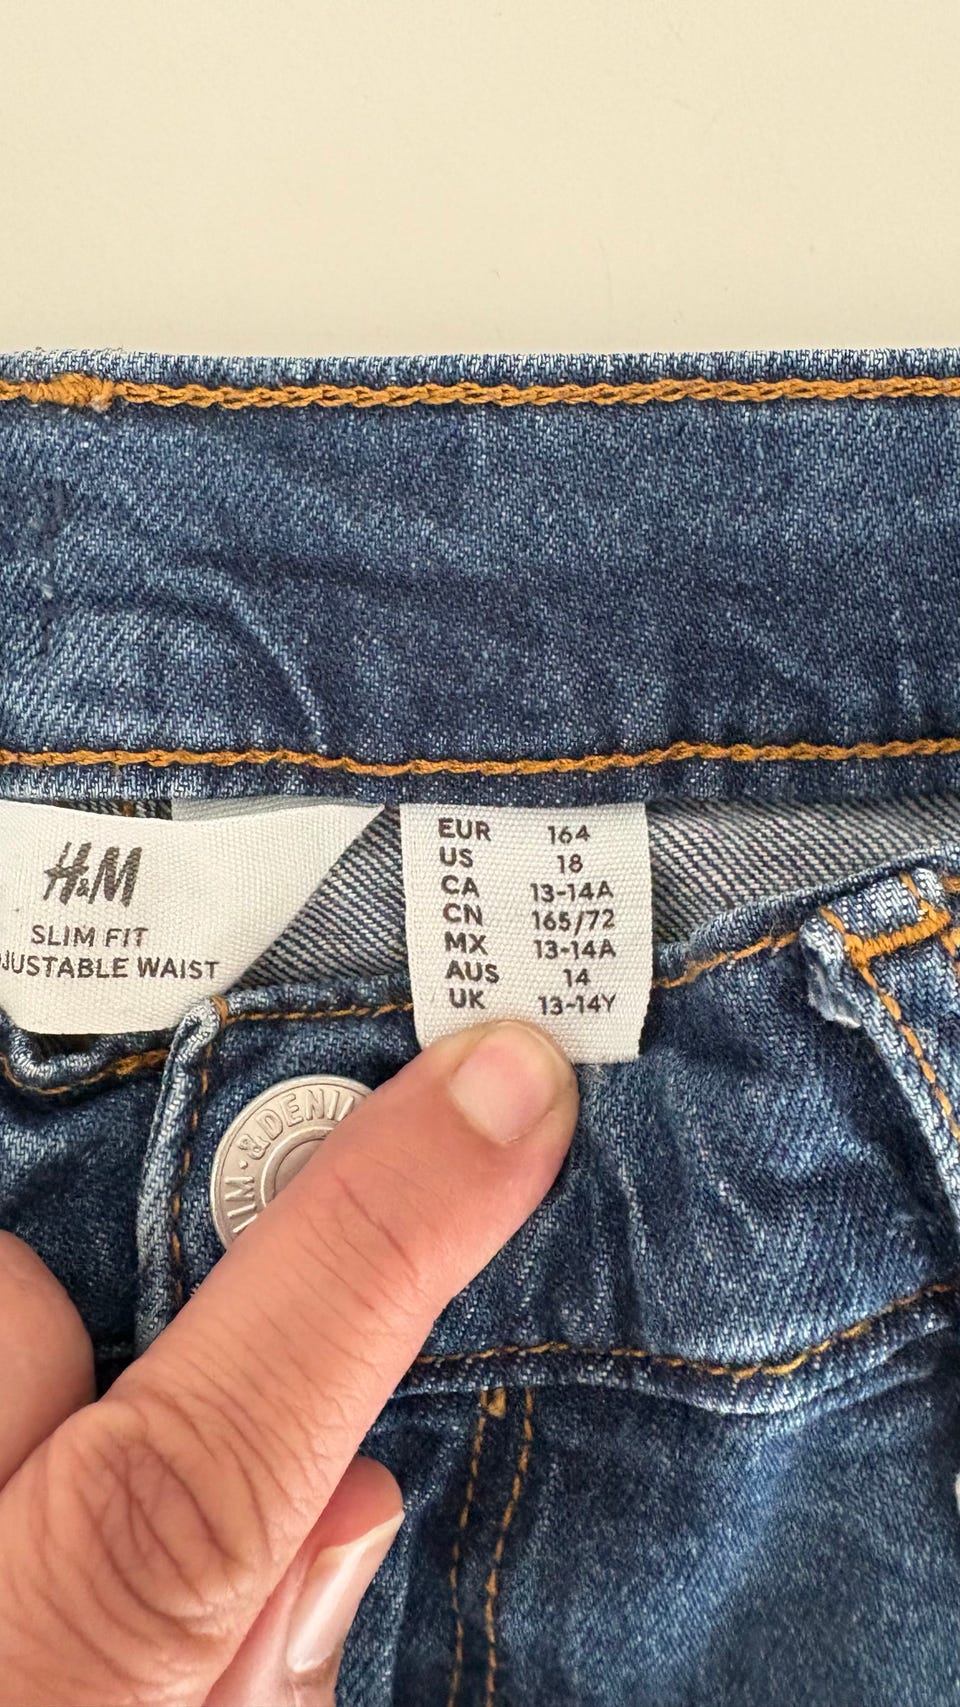 H&M
SLIM FIT
JUSTABLE WAIST
EUR 164
US 18
CA 13-14A
CN 165/72
MX 13-14A
AUS 14
UK 13-14Y
&DENIM